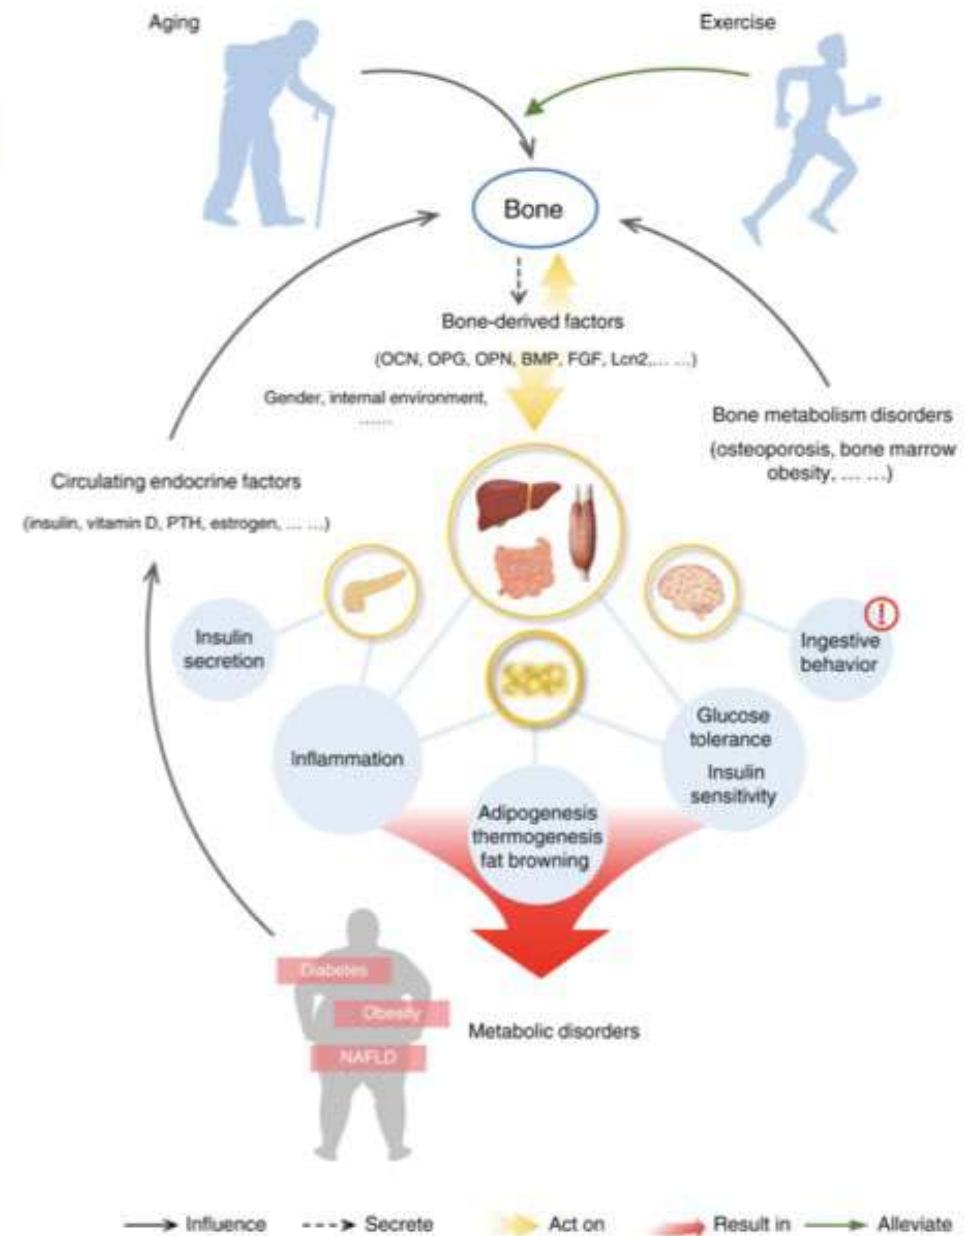 Aging
Exercise
Bone
Bone-derived factors
(OCN, OPG, OPN, BMP, FGF, Lcn2,... ...)
Gender, internal environment,
......
Bone metabolism disorders
(osteoporosis, bone marrow
obesity, ... ...)
Circulating endocrine factors
(insulin, vitamin D, PTH, estrogen, ... ...)
Insulin
secretion
!
Ingestive
behavior
Inflammation
Glucose
tolerance
Insulin
sensitivity
Adipogenesis
thermogenesis
fat browning
Diabetes
Obesity
NAFLD
Metabolic disorders
Influence
Secrete
Act on
Result in
Alleviate